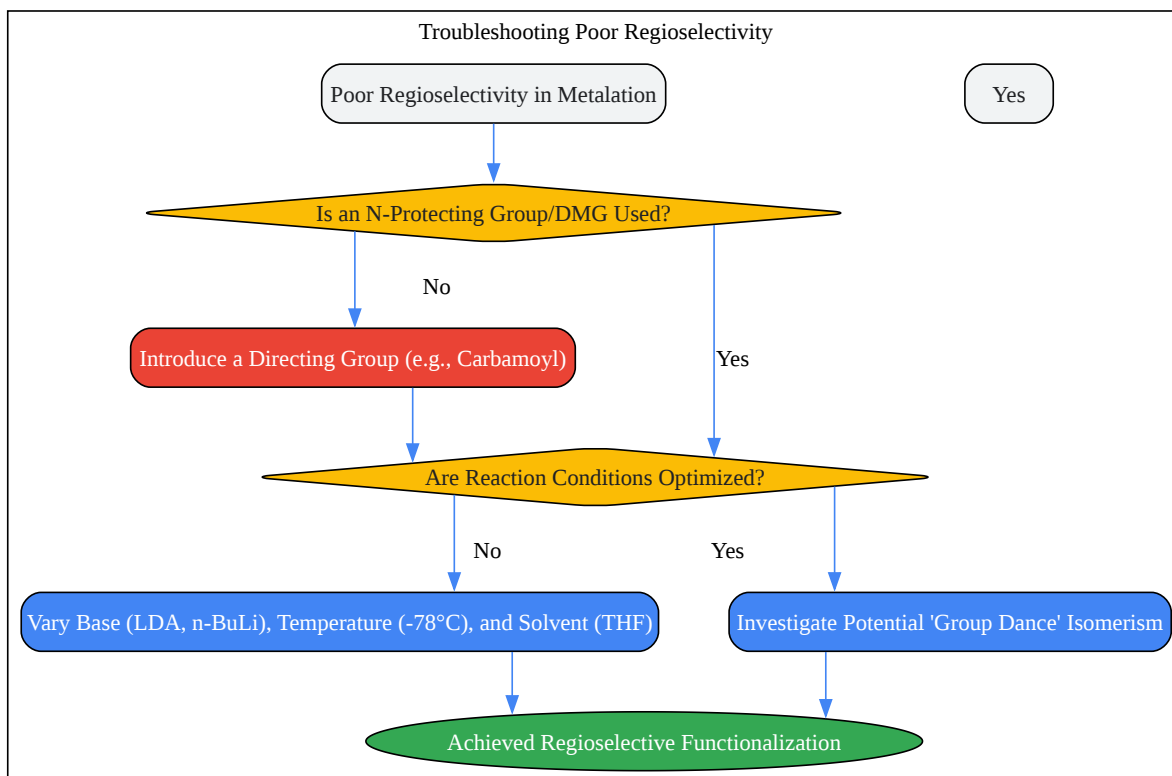 Troubleshooting Poor Regioselectivity
Poor Regioselectivity in Metalation
Yes
Is an N-Protecting Group/DMG Used?
No
Introduce a Directing Group (e.g., Carbamoyl)
Yes
Are Reaction Conditions Optimized?
No
Yes
Vary Base (LDA, n-BuLi), Temperature (-78°C), and Solvent (THF)
Investigate Potential 'Group Dance' Isomerism
Achieved Regioselective Functionalization